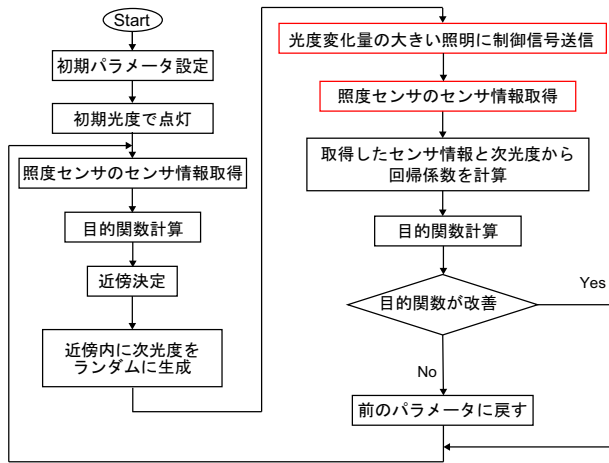 Start
初期パラメータ設定
初期光度で点灯
照度センサのセンサ情報取得
目的関数計算
近傍決定
近傍内に次光度を
ランダムに生成
光度変化量の大きい照明に制御信号送信
照度センサのセンサ情報取得
取得したセンサ情報と次光度から
回帰係数を計算
目的関数計算
目的関数が改善
Yes
No
前のパラメータに戻す